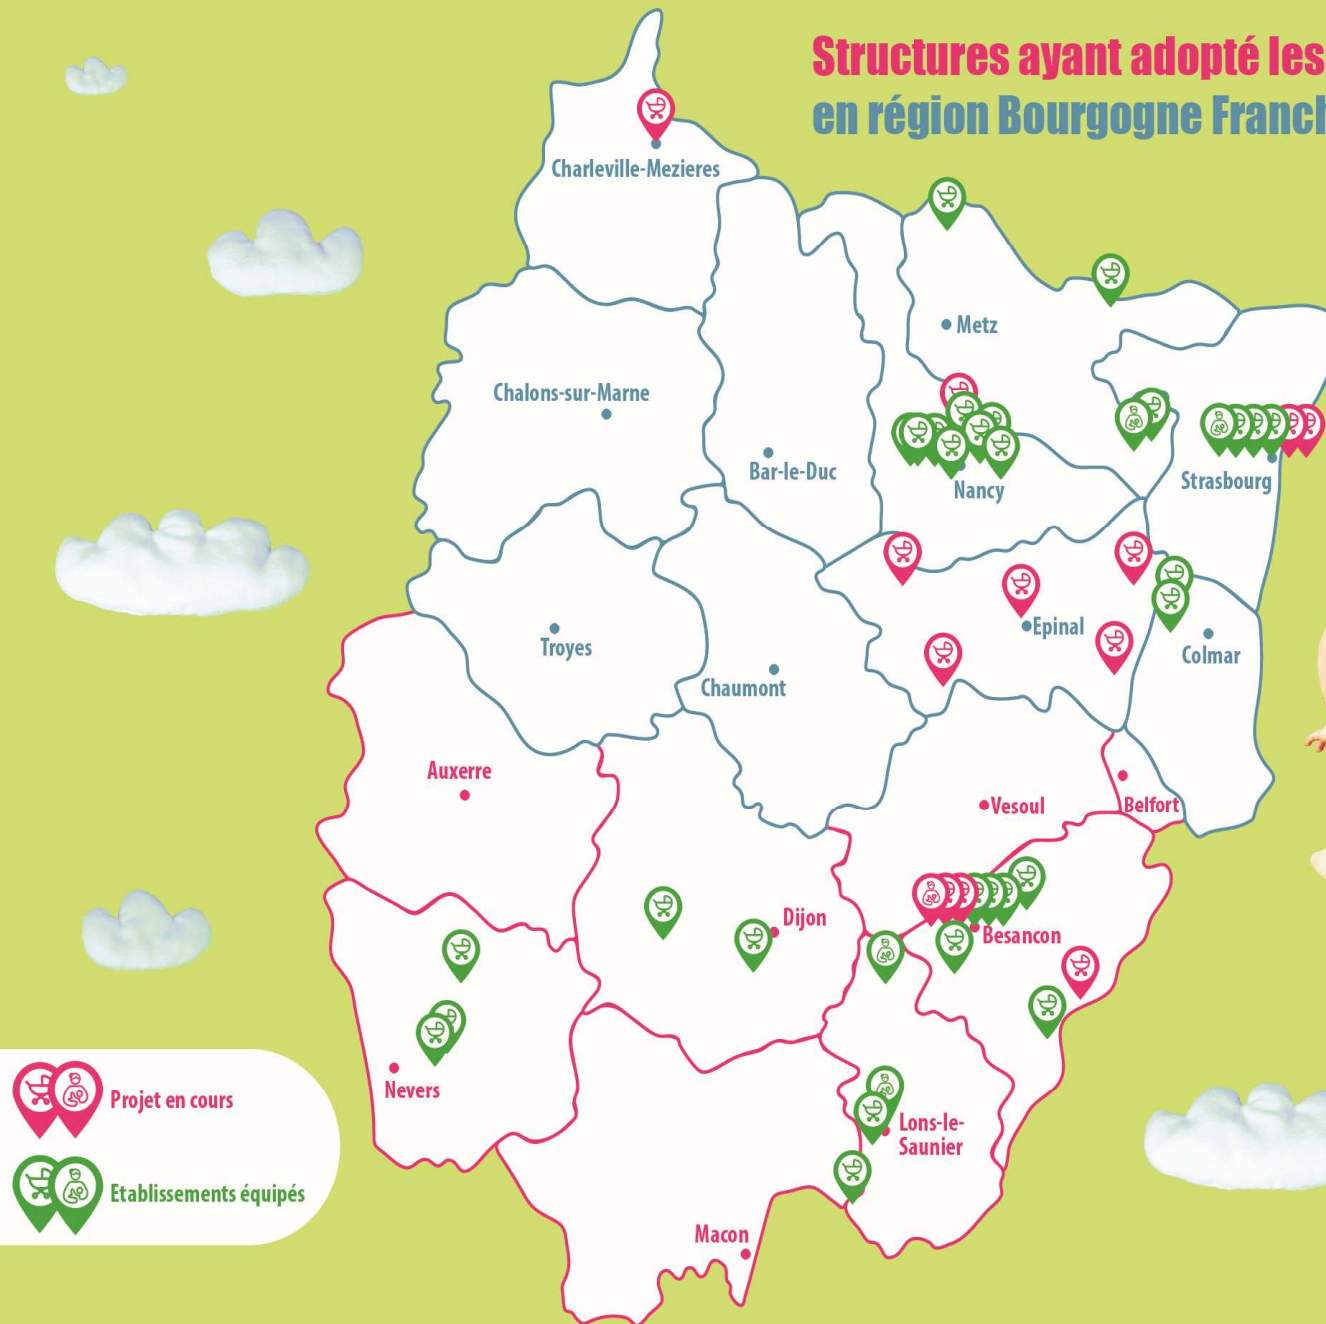 Structures ayant adopté les
en région Bourgogne Franch
Charleville-Mezieres
Metz
Chalons-sur-Marne
Bar-le-Duc
Nancy
Strasbourg
Troyes
Epinal
Chaumont
Colmar
Auxerre
Vesoul
Belfort
Dijon
Besancon
Nevers
Projet en cours
Lons-le-
Saunier
Etablissements équipés
Macon